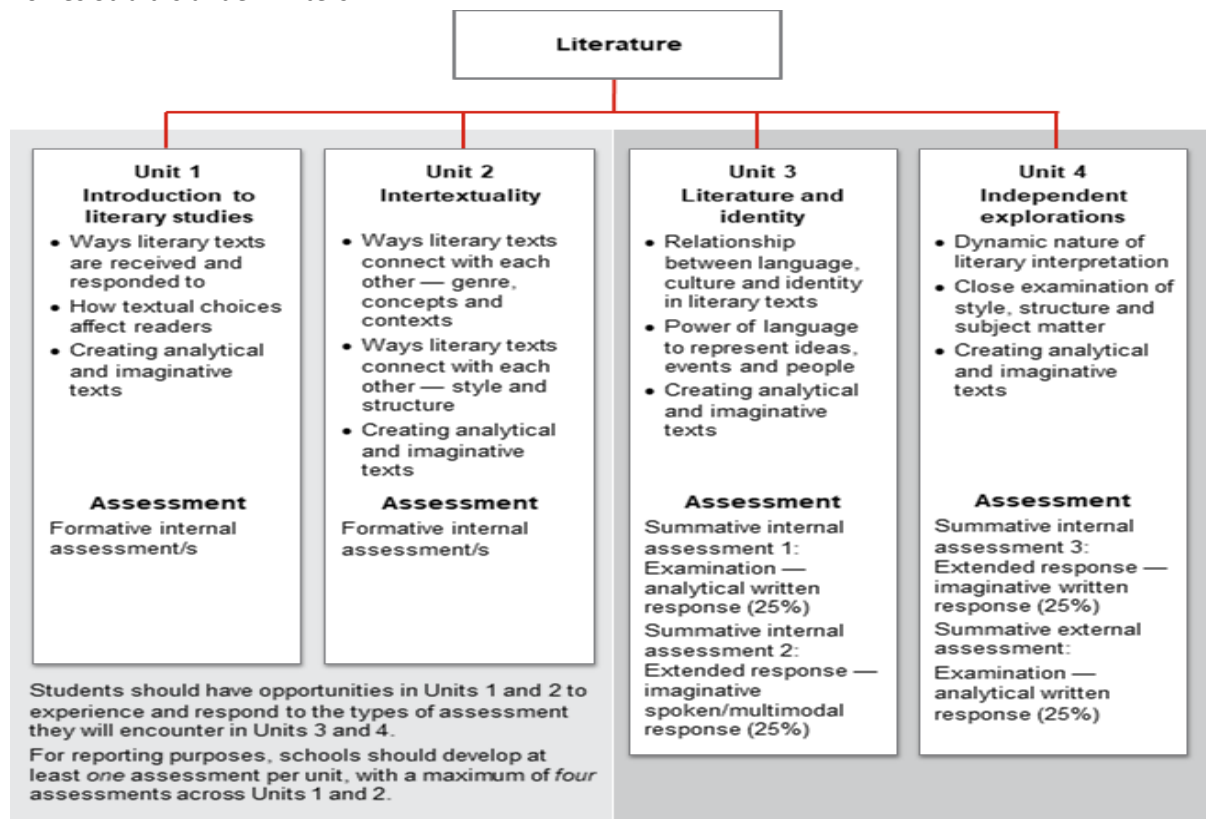 Literature
Unit 1
Introduction to
literary studies
• Ways literary texts
are received and
responded to
• How textual choices
affect readers
• Creating analytical
and imaginative
texts
Assessment
Formative internal
assessment/s
Unit 2
Intertextuality
• Ways literary texts
connect with each
other — genre,
concepts and
contexts
• Ways literary texts
connect with each
other — style and
structure
• Creating analytical
and imaginative
texts
Assessment
Formative internal
assessment/s
Students should have opportunities in Units 1 and 2 to
experience and respond to the types of assessment
they will encounter in Units 3 and 4.
For reporting purposes, schools should develop at
least one assessment per unit, with a maximum of four
assessments across Units 1 and 2.
Unit 3
Literature and
identity
• Relationship
between language,
culture and identity
in literary texts
• Power of language
to represent ideas,
events and people
• Creating analytical
and imaginative
texts
Assessment
Summative internal
assessment 1:
Examination —
analytical written
response (25%)
Summative internal
assessment 2:
Extended response —
imaginative
spoken/multimodal
response (25%)
Unit 4
Independent
explorations
• Dynamic nature of
literary interpretation
• Close examination of
style, structure and
subject matter
• Creating analytical
and imaginative
texts
Assessment
Summative internal
assessment 3:
Extended response —
imaginative written
response (25%)
Summative external
assessment:
Examination —
analytical written
response (25%)